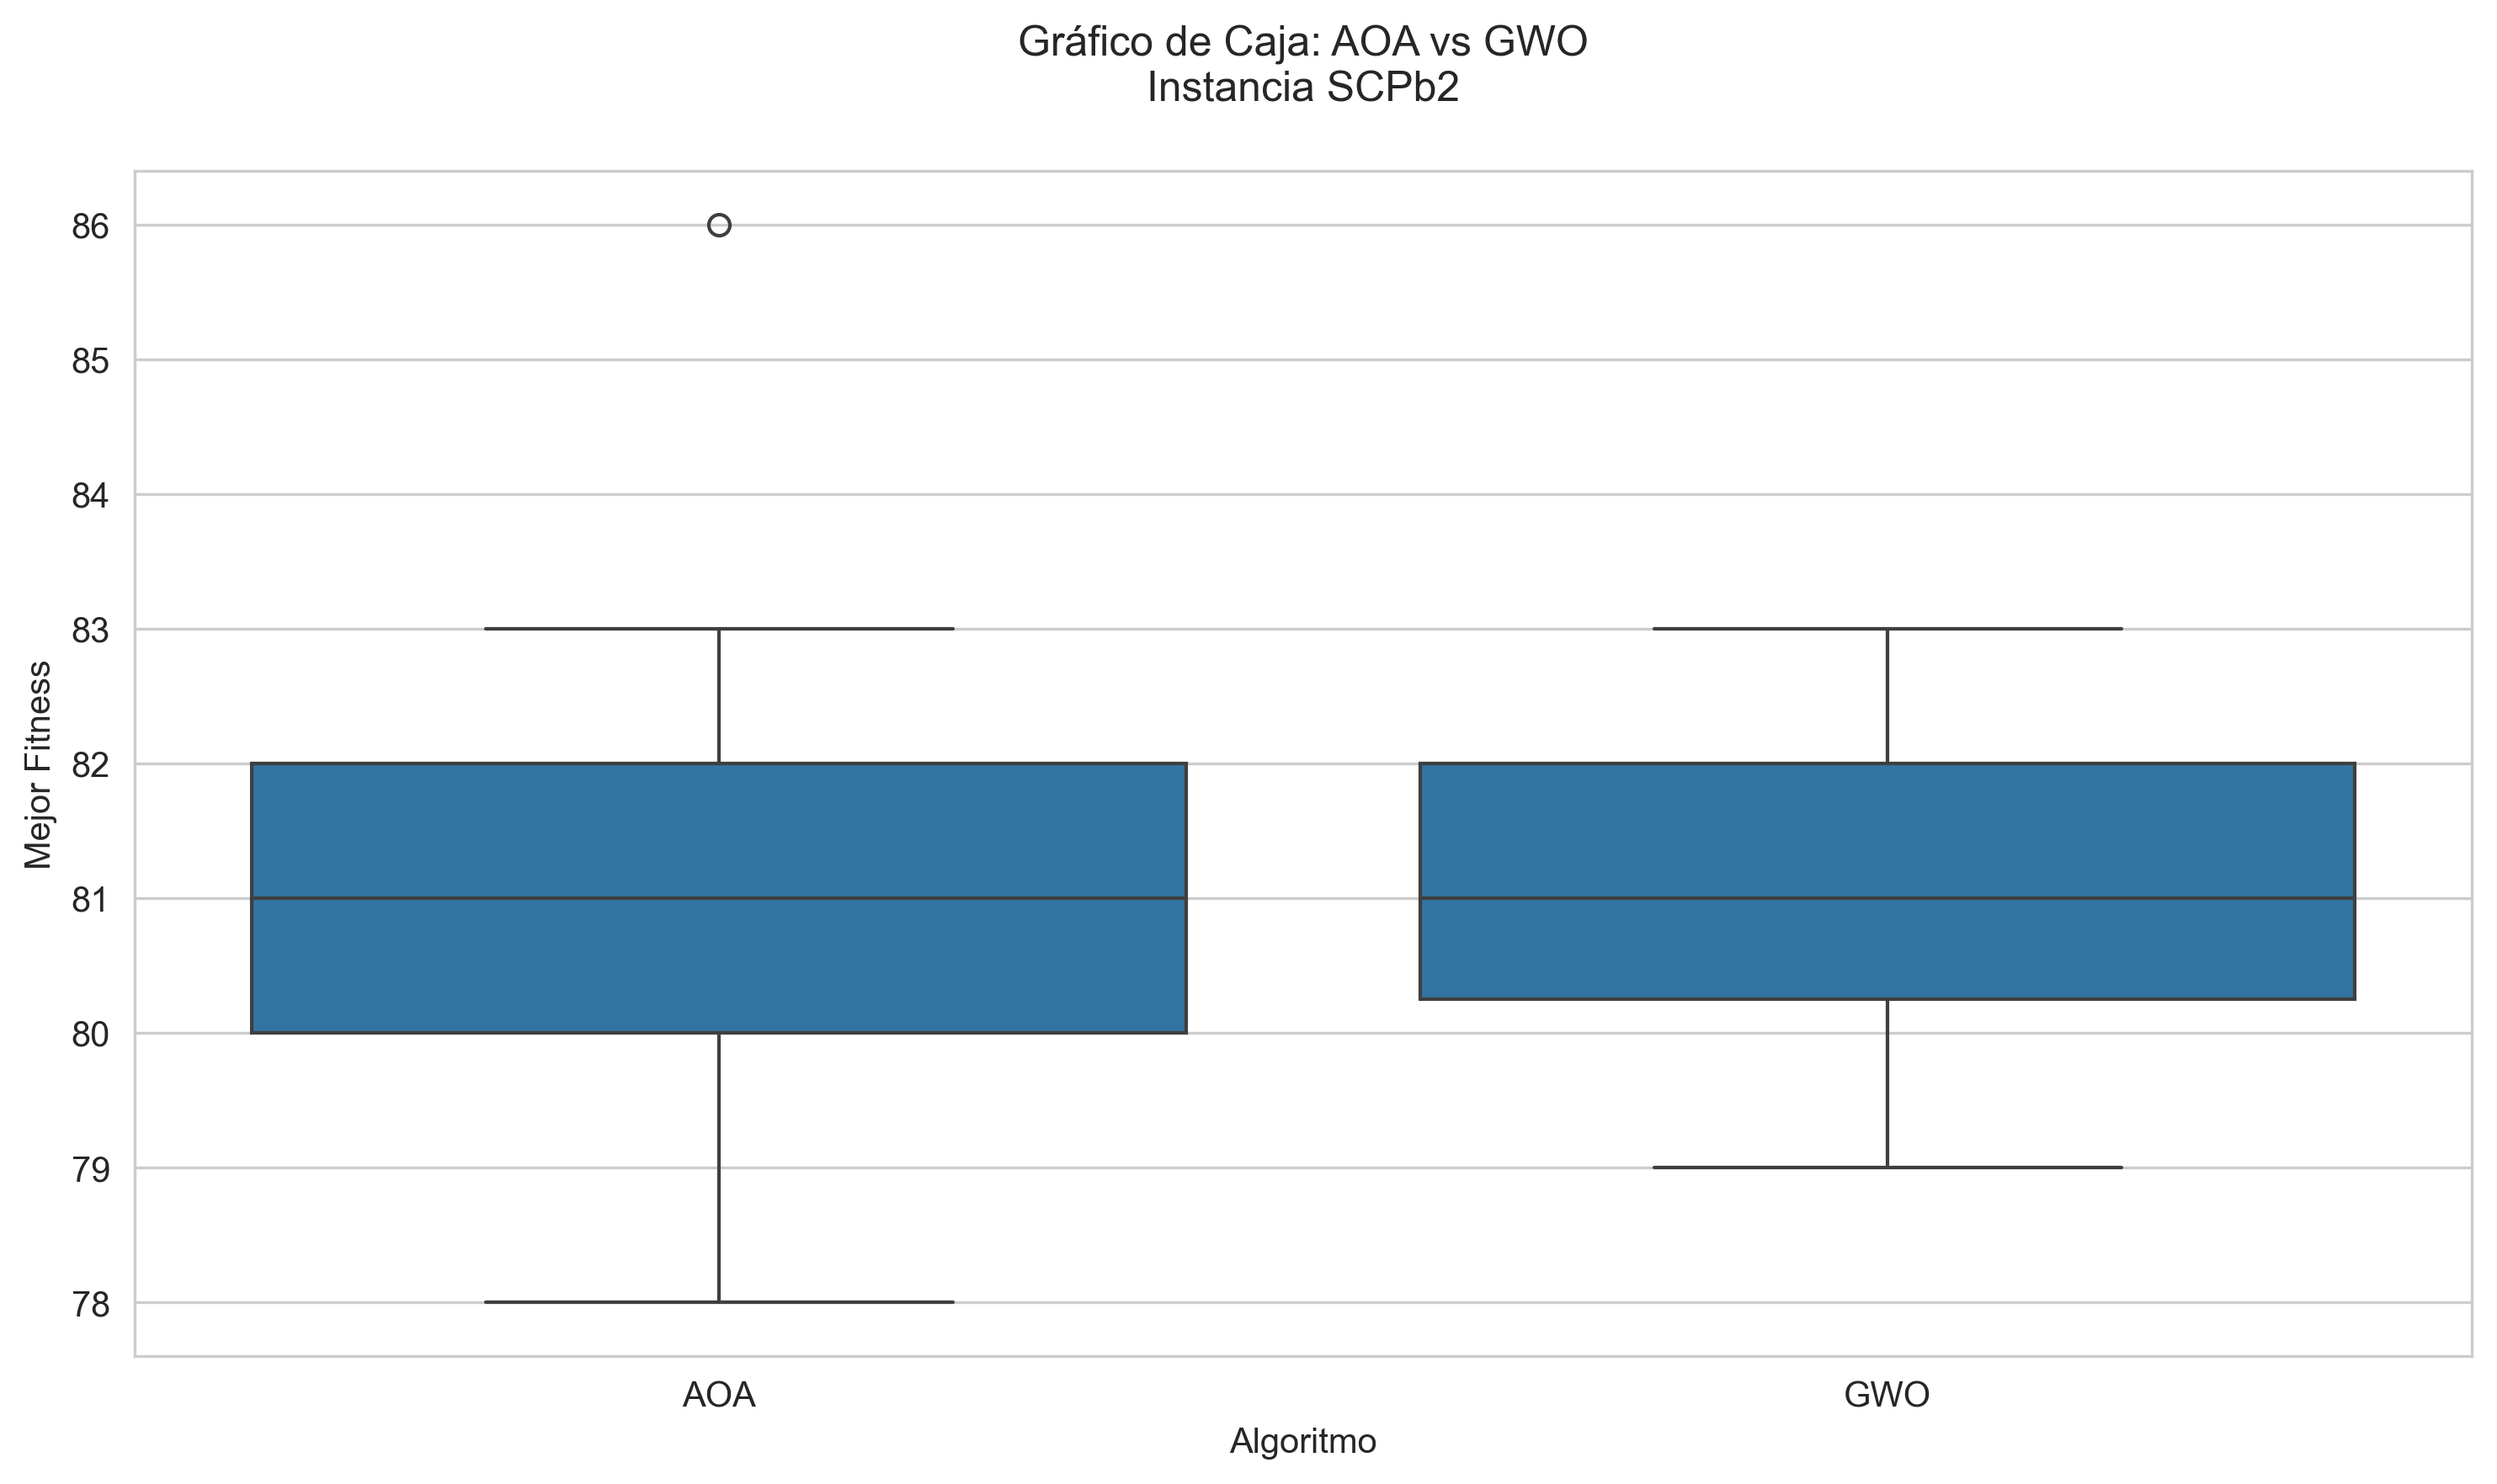 Gráfico de Caja: AOA vs GWO
Instancia SCPb2
86
85
84
83
82
81
80
79
78
Mejor Fitness
AOA
GWO
Algoritmo